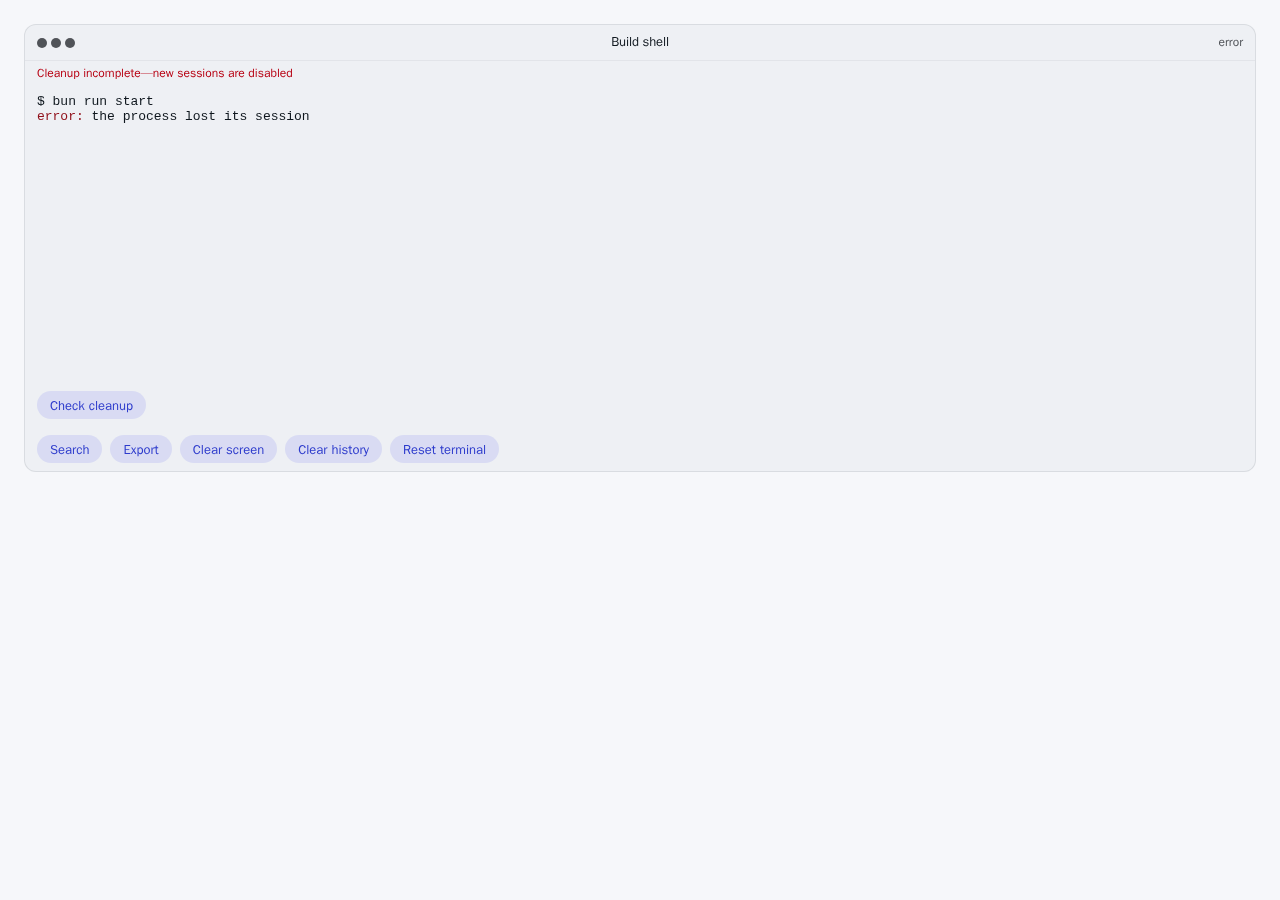 Build shell
error
Cleanup incomplete—new sessions are disabled
$ bun run start
error: the process lost its session
Check cleanup
Search
Export
Clear screen
Clear history
Reset terminal